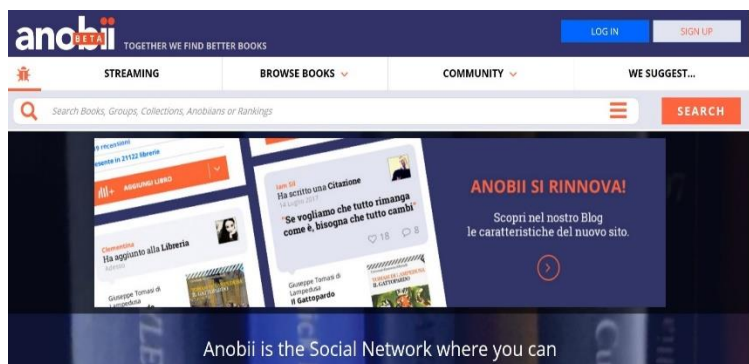 anobii
BETA
TOGETHER WE FIND BETTER BOOKS
LOG IN
SIGN UP
STREAMING
BROWSE BOOKS
COMMUNITY
WE SUGGEST...
Search Books, Groups, Collections, Anobiians or Rankings
SEARCH
recensioni
presente in 21122 librerie
AGGIUNGI LIBRO
Clementina
Ha aggiunto alla Libreria
Adesso
Giuseppe Tomasi di
Lampedusa
Il Gattopardo
Ha scritto una Citazione
14 Luglio 2017
"Se vogliamo che tutto rimanga
come è, bisogna che tutto cambi"
18
8
Giuseppe Tomasi di
Lampedusa
Il Gattopardo
ANOBII SI RINNOVA!
Scopri nel nostro Blog
le caratteristiche del nuovo sito.
Anobii is the Social Network where you can